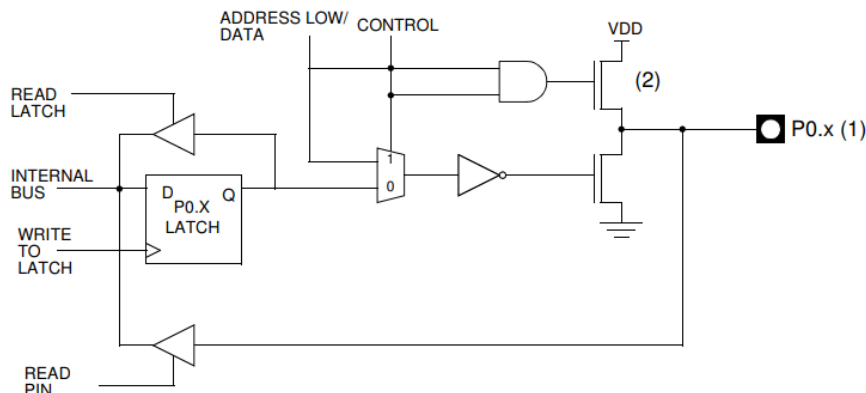 ADDRESS LOW/
DATA
CONTROL
VDD
(2)
READ
LATCH
P0.x (1)
1
0
INTERNAL
BUS
D
Q
P0.X
LATCH
WRITE
TO
LATCH
READ
PIN